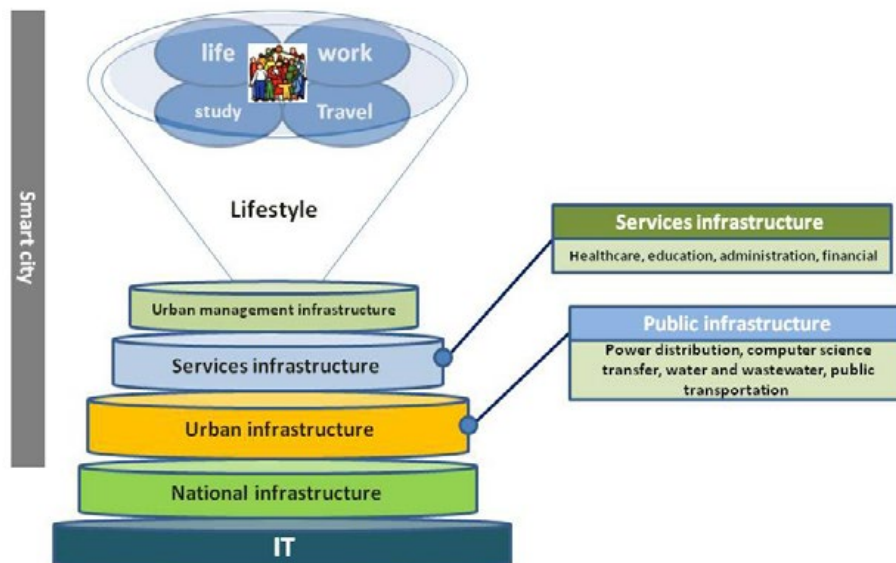 life
work
study
Travel
Smart city
Lifestyle
Services infrastructure
Healthcare, education, administration, financial
Urban management infrastructure
Public infrastructure
Services infrastructure
Power distribution, computer science
transfer, water and wastewater, public
transportation
Urban infrastructure
National infrastructure
IT